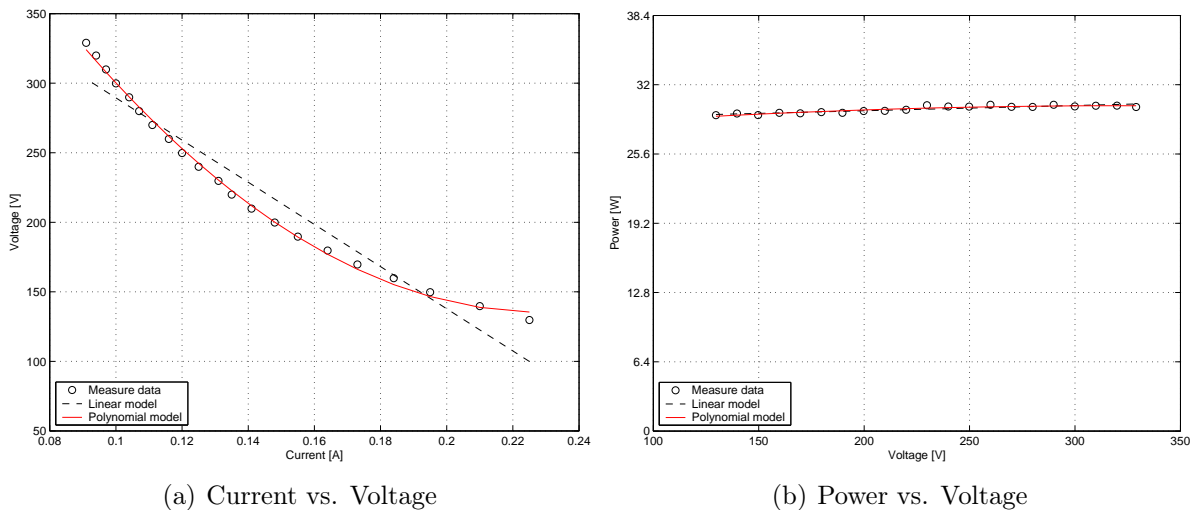 350
300
250
200
150
100
50
Voltage [V]
0.08
0.1
0.12
0.14
0.16
0.18
0.2
0.22
0.24
Current [A]
Measure data
Linear model
Polynomial model
(a) Current vs. Voltage
38.4
32
25.6
19.2
12.8
6.4
0
Power [W]
100
150
200
250
300
350
Voltage [V]
Measure data
Linear model
Polynomial model
(b) Power vs. Voltage